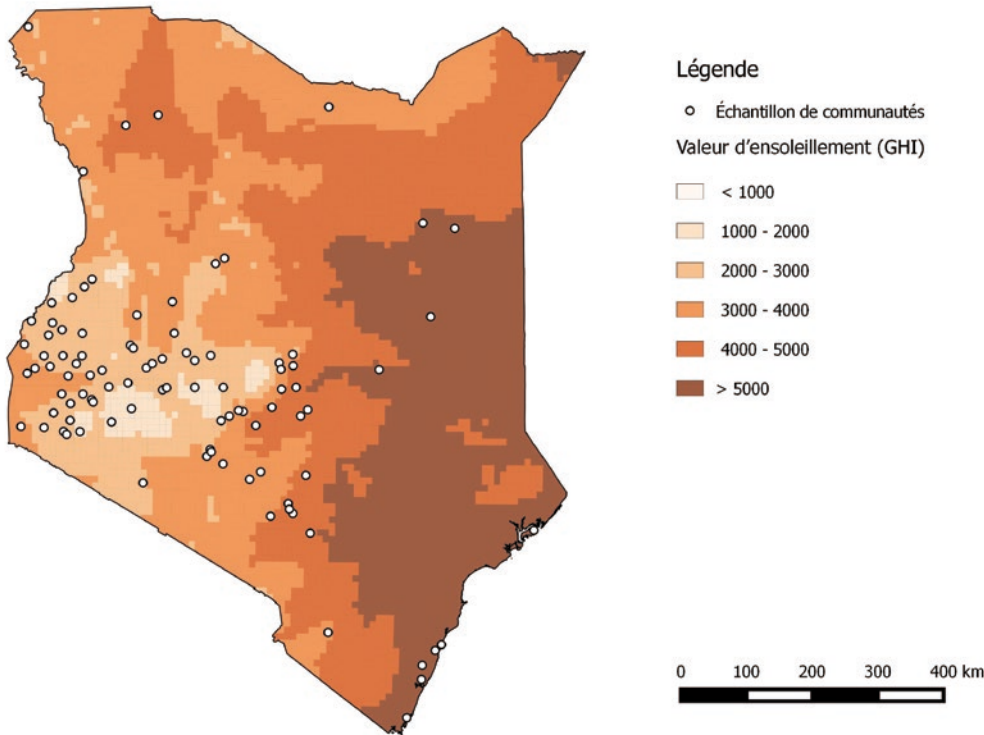 Légende
Échantillon de communautés
Valeur d'ensoleillement (GHI)
< 1000
1000 - 2000
2000 - 3000
3000 - 4000
4000 - 5000
> 5000
0 100 200 300 400 km